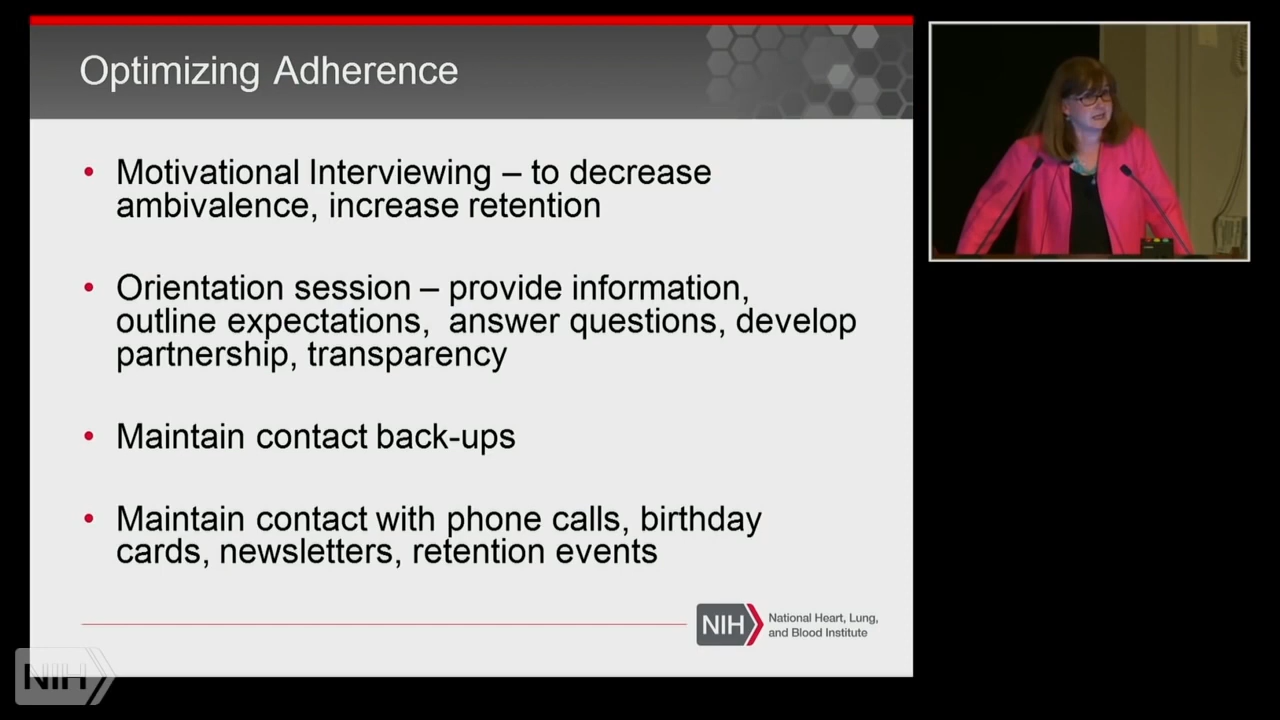 Optimizing Adherence
• Motivational Interviewing – to decrease
ambivalence, increase retention
• Orientation session – provide information,
outline expectations,  answer questions, develop
partnership, transparency
• Maintain contact back-ups
• Maintain contact with phone calls, birthday
cards, newsletters, retention events
NIH
National Heart, Lung,
and Blood Institute
NIH